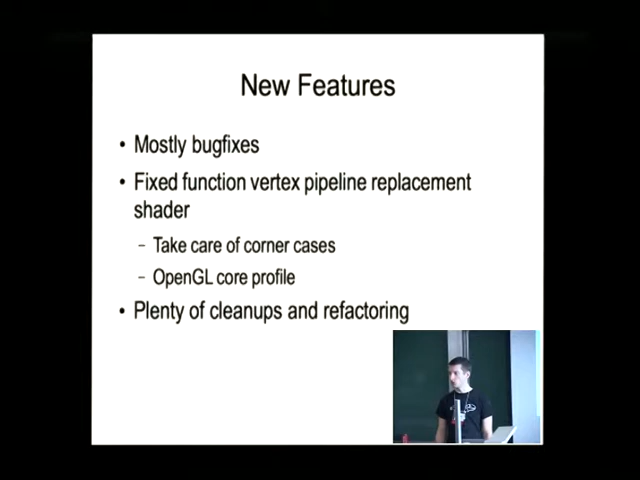 New Features
• Mostly bugfixes
• Fixed function vertex pipeline replacement
shader
– Take care of corner cases
– OpenGL core profile
• Plenty of cleanups and refactoring